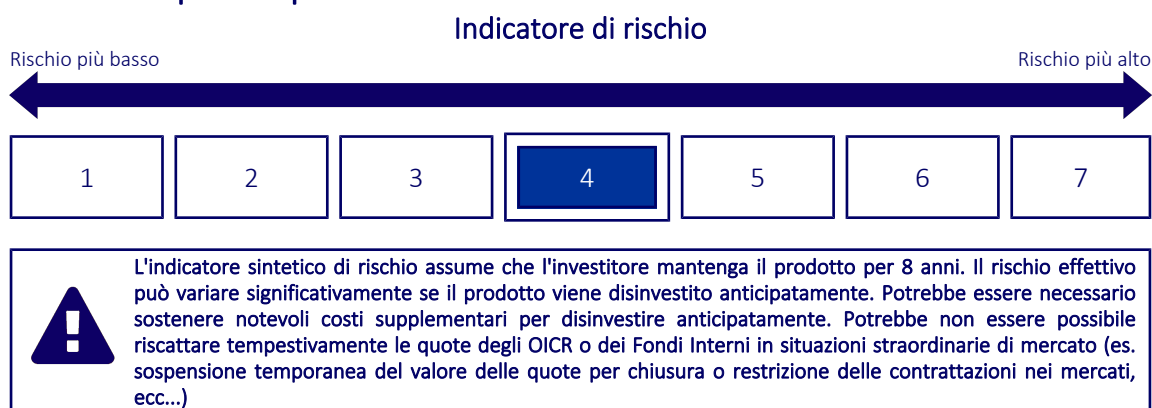 Indicatore di rischio
Rischio più basso
Rischio più alto
1
2
3
4
5
6
7
L'indicatore sintetico di rischio assume che l'investitore mantenga il prodotto per 8 anni. Il rischio effettivo
può variare significativamente se il prodotto viene disinvestito anticipatamente. Potrebbe essere necessario
sostenere notevoli costi supplementari per disinvestire anticipatamente. Potrebbe non essere possibile
riscattare tempestivamente le quote degli OICR o dei Fondi Interni in situazioni straordinarie di mercato (es.
sospensione temporanea del valore delle quote per chiusura o restrizione delle contrattazioni nei mercati,
ecc...)